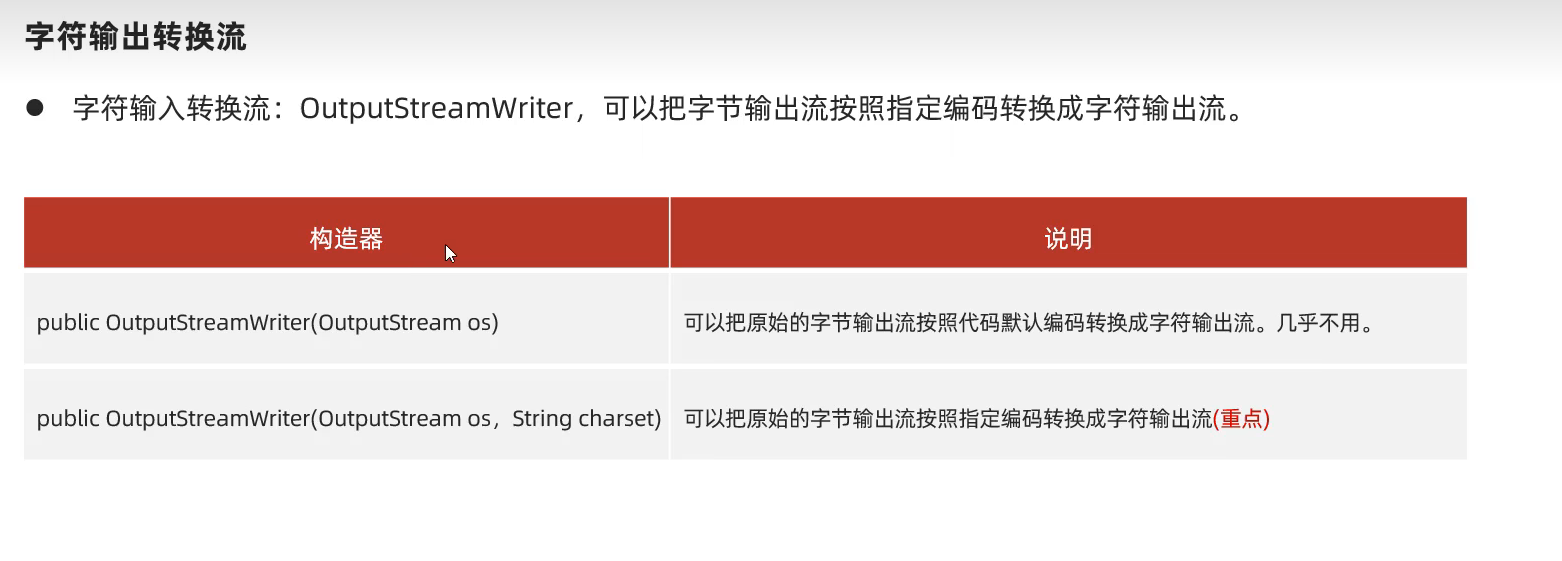 字符输出转换流
● 字符输入转换流：OutputStreamWriter，可以把字节输出流按照指定编码转换成字符输出流。
构造器 说明
public OutputStreamWriter(OutputStream os) 可以把原始的字节输出流按照代码默认编码转换成字符输出流。几乎不用。
public OutputStreamWriter(OutputStream os，String charset) 可以把原始的字节输出流按照指定编码转换成字符输出流(重点)